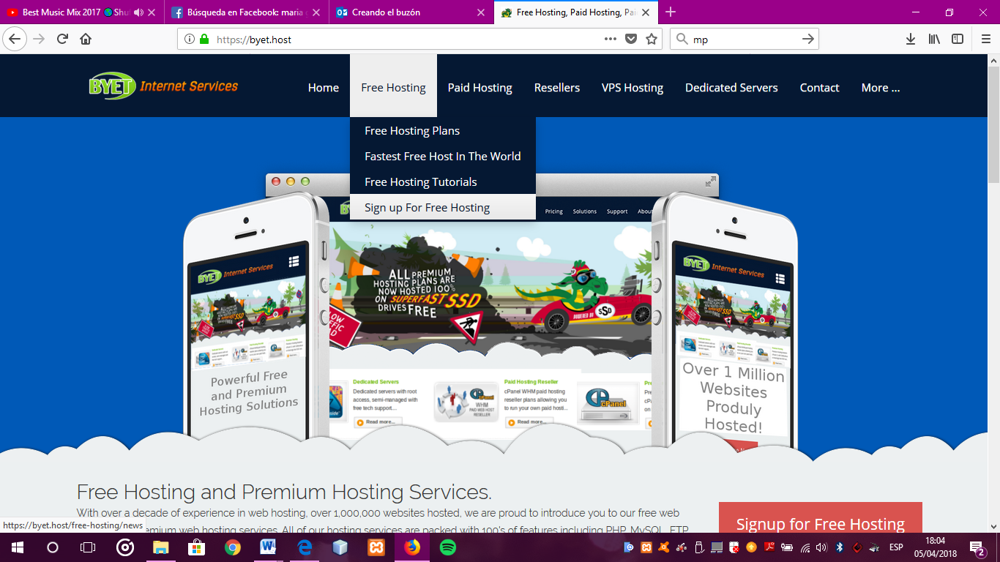 Best Music Mix 2017
Shu
Búsqueda en Facebook: maria
Creando el buzón
Free Hosting, Paid Hosting, Pai
https://byet.host
mp
BYET Internet Services
Home
Free Hosting
Paid Hosting
Resellers
VPS Hosting
Dedicated Servers
Contact
More ...
Free Hosting Plans
Fastest Free Host In The World
Free Hosting Tutorials
Sign up For Free Hosting
Pricing
Solutions
Support
About
BYET Internet Services
Powerful Free
and Premium
Hosting Solutions
ALL PREMIUM
HOSTING PLANS ARE
NOW HOSTED 100%
ON SUPERFAST SSD
DRIVES FREE
POWERED BY
SSD
LOW
TRAFFIC
ROAD
BYET Internet Services
Over 1 Million
Websites
Produly
Hosted!
Dedicated Servers
Dedicated servers with root
access, semi-managed with
free tech support....
Read more...
cPanel
WHM
PAID WEB HOST
RESELLER
Paid Hosting Reseller
cPanel WHM paid hosting
reseller plans allowing you
to run your own paid hosti...
Read more...
cPanel
Free Hosting and Premium Hosting Services.
With over a decade of experience in web hosting, over 1,000,000 websites hosted, we are proud to introduce you to our free web
emium web hosting services. All of our hosting services are packed with 100's of features including PHP, MySQL, FTP,
Signup for Free Hosting
https://byet.host/free-hosting/news
ESP
18:04
05/04/2018
2